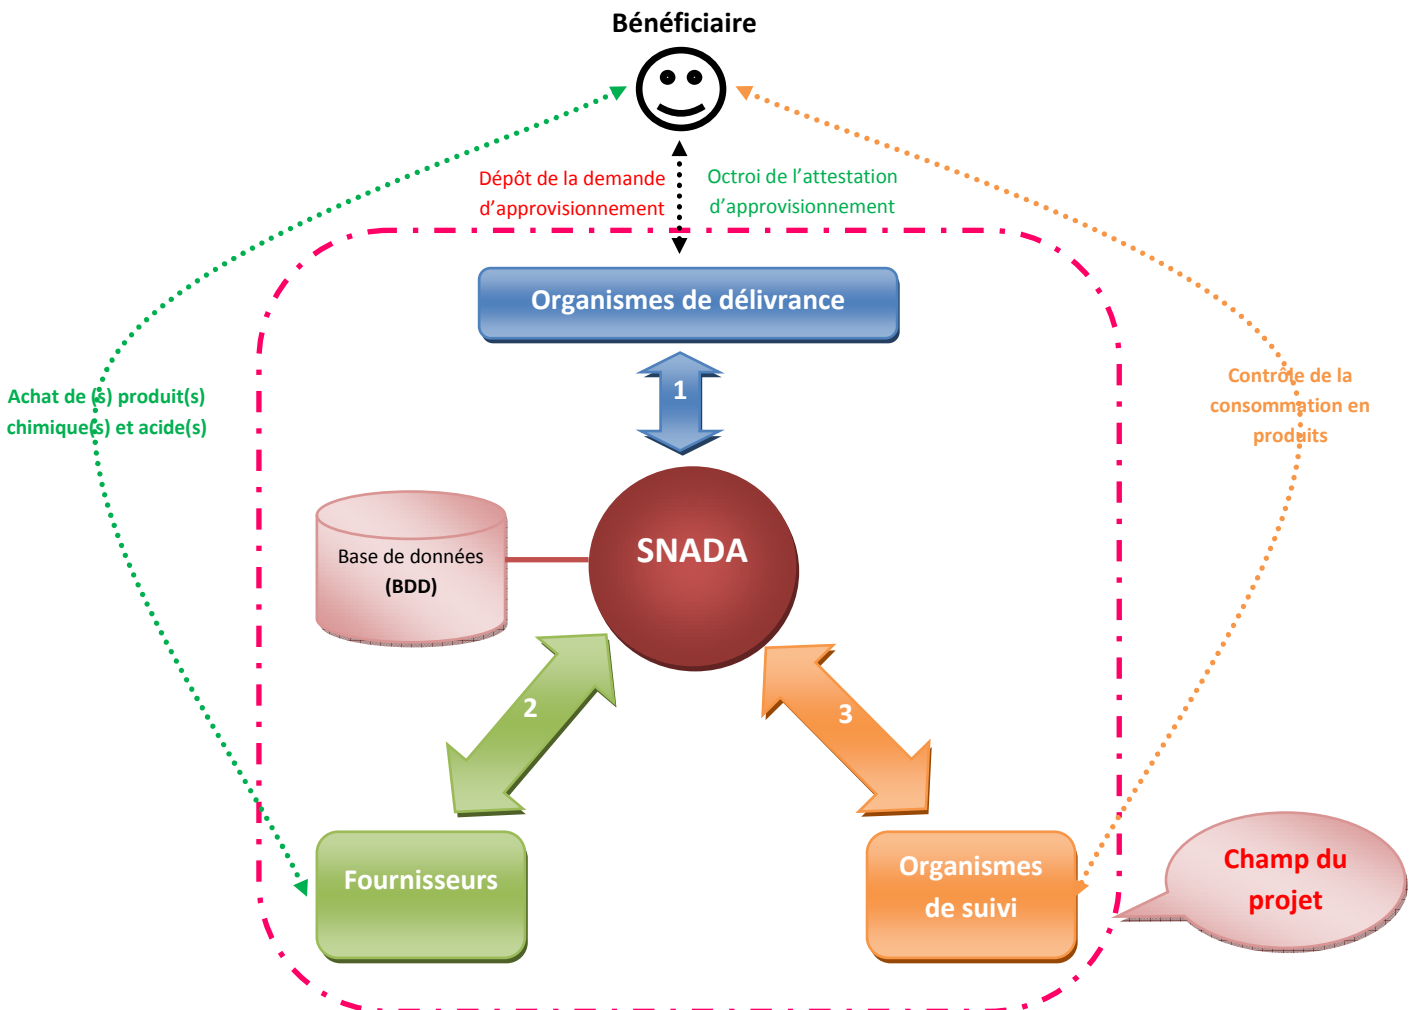 Bénéficiaire
Dépôt de la demande
d’approvisionnement
Octroi de l’attestation
d’approvisionnement
Organismes de délivrance
1
Achat de (s) produit(s)
chimique(s) et acide(s)
Contrôle de la
consommation en
produits
SNADA
Base de données
(BDD)
2
3
Fournisseurs
Organismes
de suivi
Champ du
projet